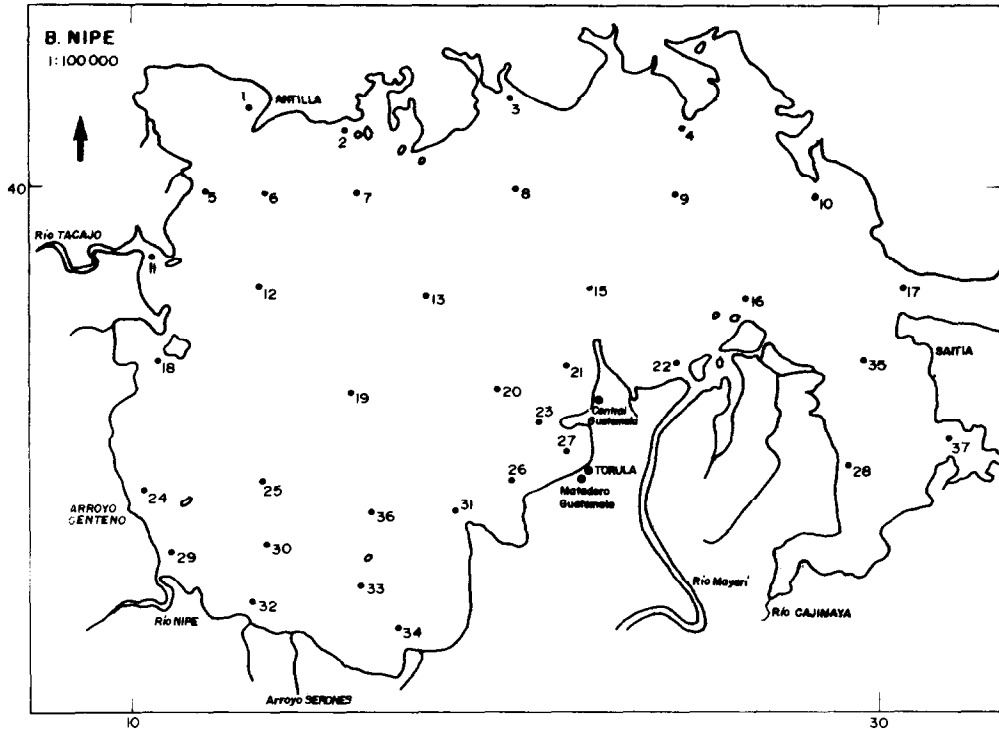 B. NIPE
1:100 000
1
ANTILLA
2
3
4
40
5
6
7
8
9
10
Río TACAJO
11
12
13
15
16
17
18
SAITIA
35
22
21
20
19
Central
Guatemala
23
27
37
28
26
TORULA
Matadero
Guatemala
24
25
ARROYO
CENTENO
36
31
29
30
33
32
Río NIPE
34
Río Mayarí
Río CAJIMAYA
Arroyo SERONES
10
30